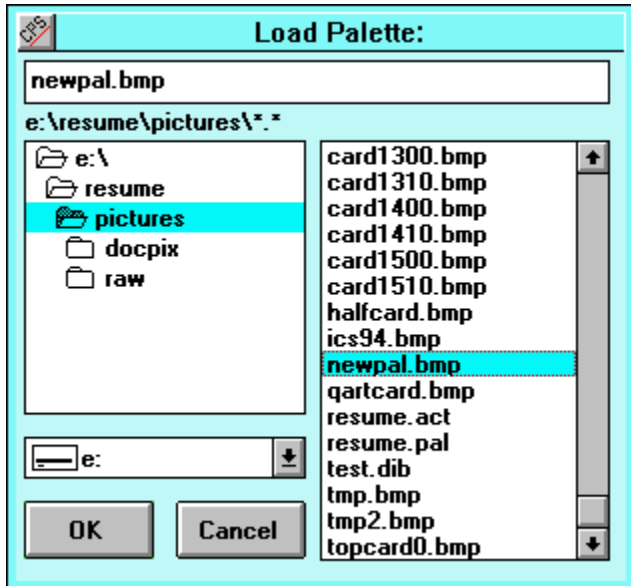 CPS
Load Palette:
newpal.bmp
e:\resume\pictures\*.*
e:\
resume
pictures
docpix
raw
card1300.bmp
card1310.bmp
card1400.bmp
card1410.bmp
card1500.bmp
card1510.bmp
halfcard.bmp
ics94.bmp
newpal.bmp
qartcard.bmp
resume.act
resume.pal
test.dib
tmp.bmp
tmp2.bmp
topcard0.bmp
e:
OK
Cancel